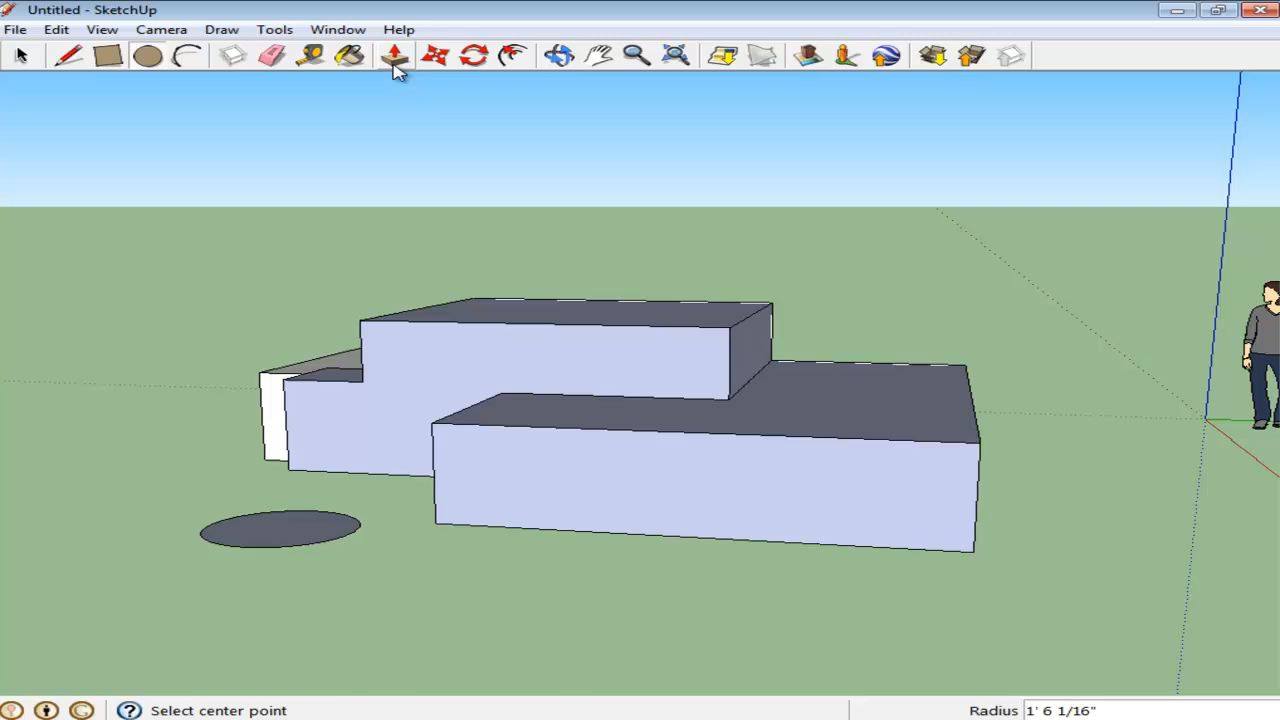 Untitled - SketchUp
File Edit View Camera Draw Tools Window Help
Select center point Radius 1' 6 1/16"